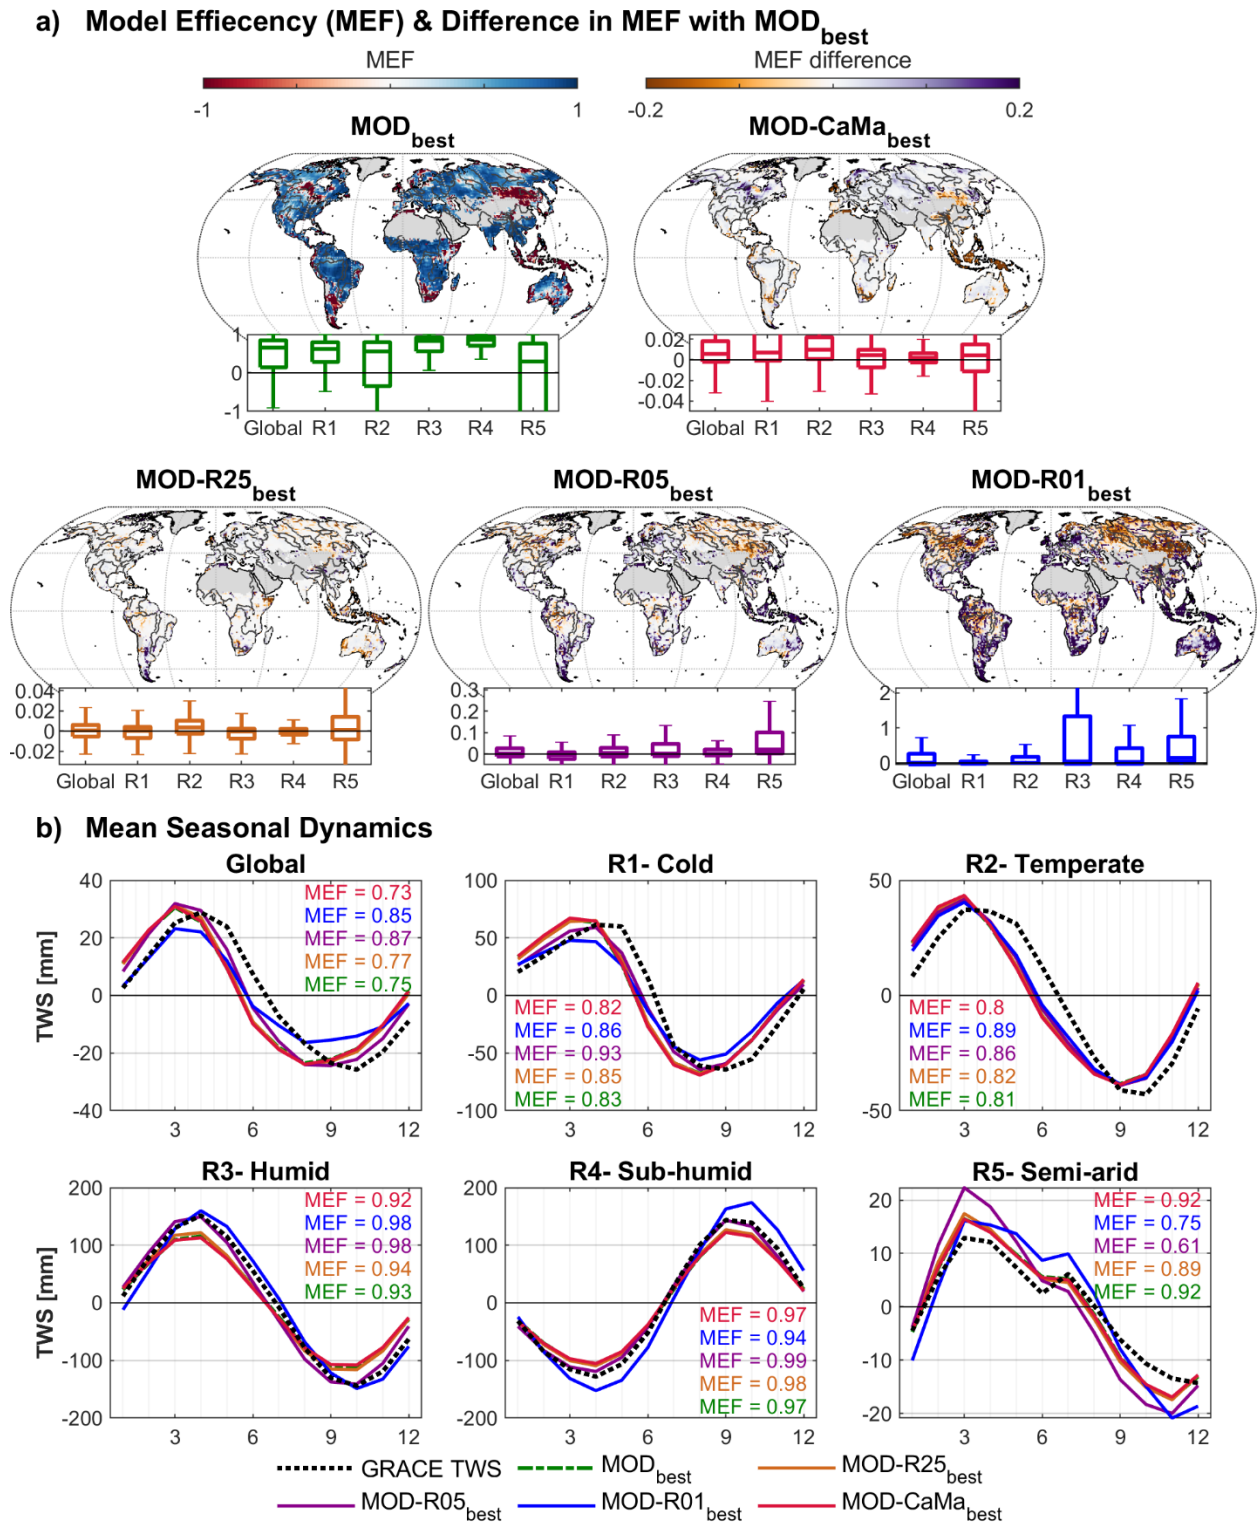 a) Model Effiecency (MEF) & Difference in MEF with MODbest
MEF
-1 1
MEF difference
-0.2 0.2
MODbest
MOD-CaMabest
1
0
-1
Global R1 R2 R3 R4 R5
0.02
0
-0.02
-0.04
Global R1 R2 R3 R4 R5
MOD-R25best
MOD-R05best
MOD-R01best
0.04
0.02
0
-0.02
Global R1 R2 R3 R4 R5
0.3
0.2
0.1
0
Global R1 R2 R3 R4 R5
2
1
0
Global R1 R2 R3 R4 R5
b) Mean Seasonal Dynamics
Global
TWS [mm]
40
20
0
-20
-40
MEF = 0.73
MEF = 0.85
MEF = 0.87
MEF = 0.77
MEF = 0.75
3 6 9 12
R1- Cold
100
50
0
-50
-100
MEF = 0.82
MEF = 0.86
MEF = 0.93
MEF = 0.85
MEF = 0.83
3 6 9 12
R2- Temperate
50
0
-50
MEF = 0.8
MEF = 0.89
MEF = 0.86
MEF = 0.82
MEF = 0.81
3 6 9 12
R3- Humid
TWS [mm]
200
100
0
-100
-200
MEF = 0.92
MEF = 0.98
MEF = 0.98
MEF = 0.94
MEF = 0.93
3 6 9 12
R4- Sub-humid
200
100
0
-100
-200
MEF = 0.97
MEF = 0.94
MEF = 0.99
MEF = 0.98
MEF = 0.97
3 6 9 12
R5- Semi-arid
20
10
0
-10
-20
MEF = 0.92
MEF = 0.75
MEF = 0.61
MEF = 0.89
MEF = 0.92
3 6 9 12
GRACE TWS MODbest MOD-R25best
MOD-R05best MOD-R01best MOD-CaMabest